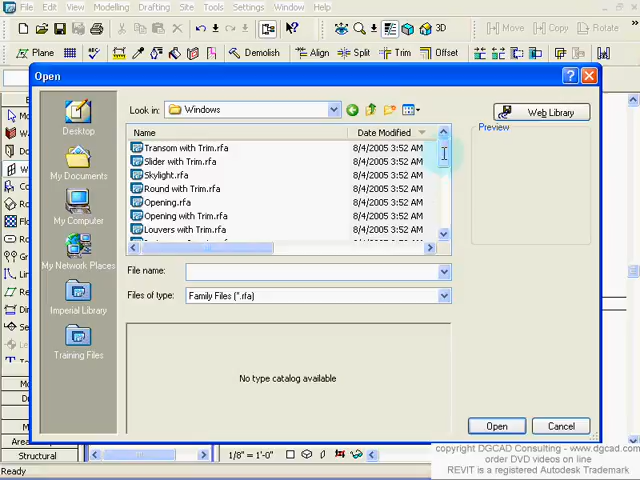 File Edit View Modelling Drafting Site Tools Settings Window Help
Plane Demolish Align Split Trim Offset Move Copy Rotate
3D
Open
Look in: Windows
Web Library
Desktop
My Documents
My Computer
My Network Places
Imperial Library
Training Files
Name Date Modified
Transom with Trim.rfa 8/4/2005 3:52 AM
Slider with Trim.rfa 8/4/2005 3:52 AM
Skylight.rfa 8/4/2005 3:52 AM
Round with Trim.rfa 8/4/2005 3:52 AM
Opening.rfa 8/4/2005 3:52 AM
Opening with Trim.rfa 8/4/2005 3:52 AM
Louvers with Trim.rfa 8/4/2005 3:52 AM
Preview
File name:
Files of type: Family Files (*.rfa)
No type catalog available
Open Cancel
Structural
1/8" = 1'-0"
Ready
copyright DGCAD Consulting - www.dgcad.com
order DVD videos on line
REVIT is a registered Autodesk Trademark